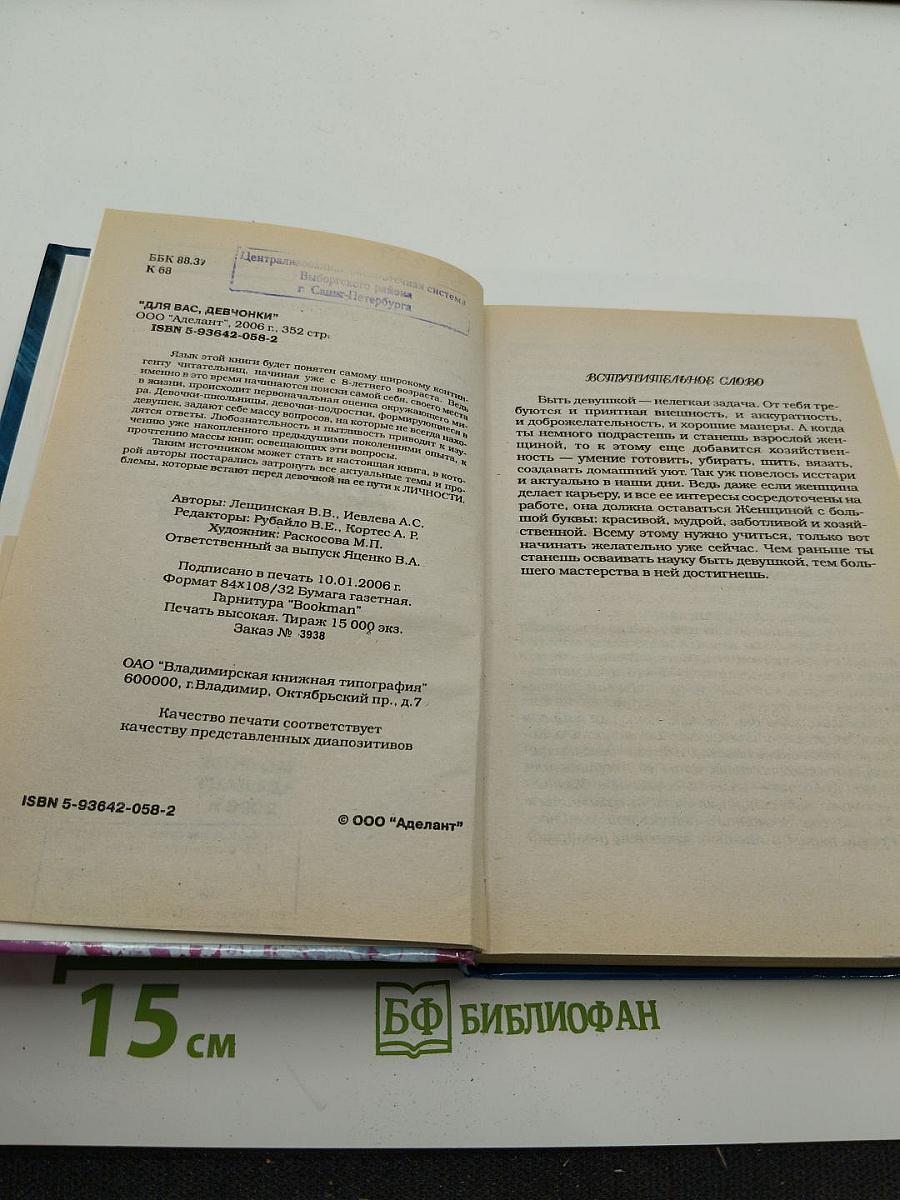 ББК 88.37
К 68
Централизованная библиотечная система
Выборгского района
г. Санкт-Петербурга
"ДЛЯ ВАС, ДЕВЧОНКИ"
ООО "Аделант", 2006 г., 352 стр.
ISBN 5-93642-058-2
Язык этой книги будет понятен самому широкому контин-
генту читательниц, начиная уже с 8-летнего возраста. Ведь
именно в это время начинаются поиски самой себя, своего места
в жизни, происходит первоначальная оценка окружающего ми-
ра. Девочки-школьницы, девочки-подростки, формирующиеся в
девушек, задают себе массу вопросов, на которые не всегда нахо-
дятся ответы. Любознательность и пытливость приводят к изу-
чению уже накопленного предыдущими поколениями опыта, к
прочтению массы книг, освещающих эти вопросы.
Таким источником может стать и настоящая книга, в кото-
рой авторы постарались затронуть все актуальные темы и про-
блемы, которые встают перед девочкой на ее пути к ЛИЧНОСТИ.
Авторы: Лещинская В.В., Иевлева А.С.
Редакторы: Рубайло В.Е., Кортес А. Р.
Художник: Раскосова М.П.
Ответственный за выпуск Яценко В.А.
Подписано в печать 10.01.2006 г.
Формат 84х108/32 Бумага газетная.
Гарнитура "Bookman"
Печать высокая. Тираж 15 000 экз.
Заказ № 3938
ОАО "Владимирская книжная типография"
600000, г.Владимир, Октябрьский пр., д.7
Качество печати соответствует
качеству представленных диапозитивов
ISBN 5-93642-058-2
© ООО "Аделант"
ВСТУПИТЕЛЬНОЕ СЛОВО
Быть девушкой — нелегкая задача. От тебя тре-
буются и приятная внешность, и аккуратность,
и доброжелательность, и хорошие манеры. А когда
ты немного подрастешь и станешь взрослой жен-
щиной, то к этому еще добавится хозяйствен-
ность — умение готовить, убирать, шить, вязать,
создавать домашний уют. Так уж повелось исстари
и актуально в наши дни. Ведь даже если женщина
делает карьеру, и все ее интересы сосредоточены на
работе, она должна оставаться Женщиной с боль-
шой буквы: красивой, мудрой, заботливой и хозяй-
ственной. Всему этому нужно учиться, только вот
начинать желательно уже сейчас. Чем раньше ты
станешь осваивать науку быть девушкой, тем боль-
шего мастерства в ней достигнешь.
15 см
БФ БИБЛИОФАН